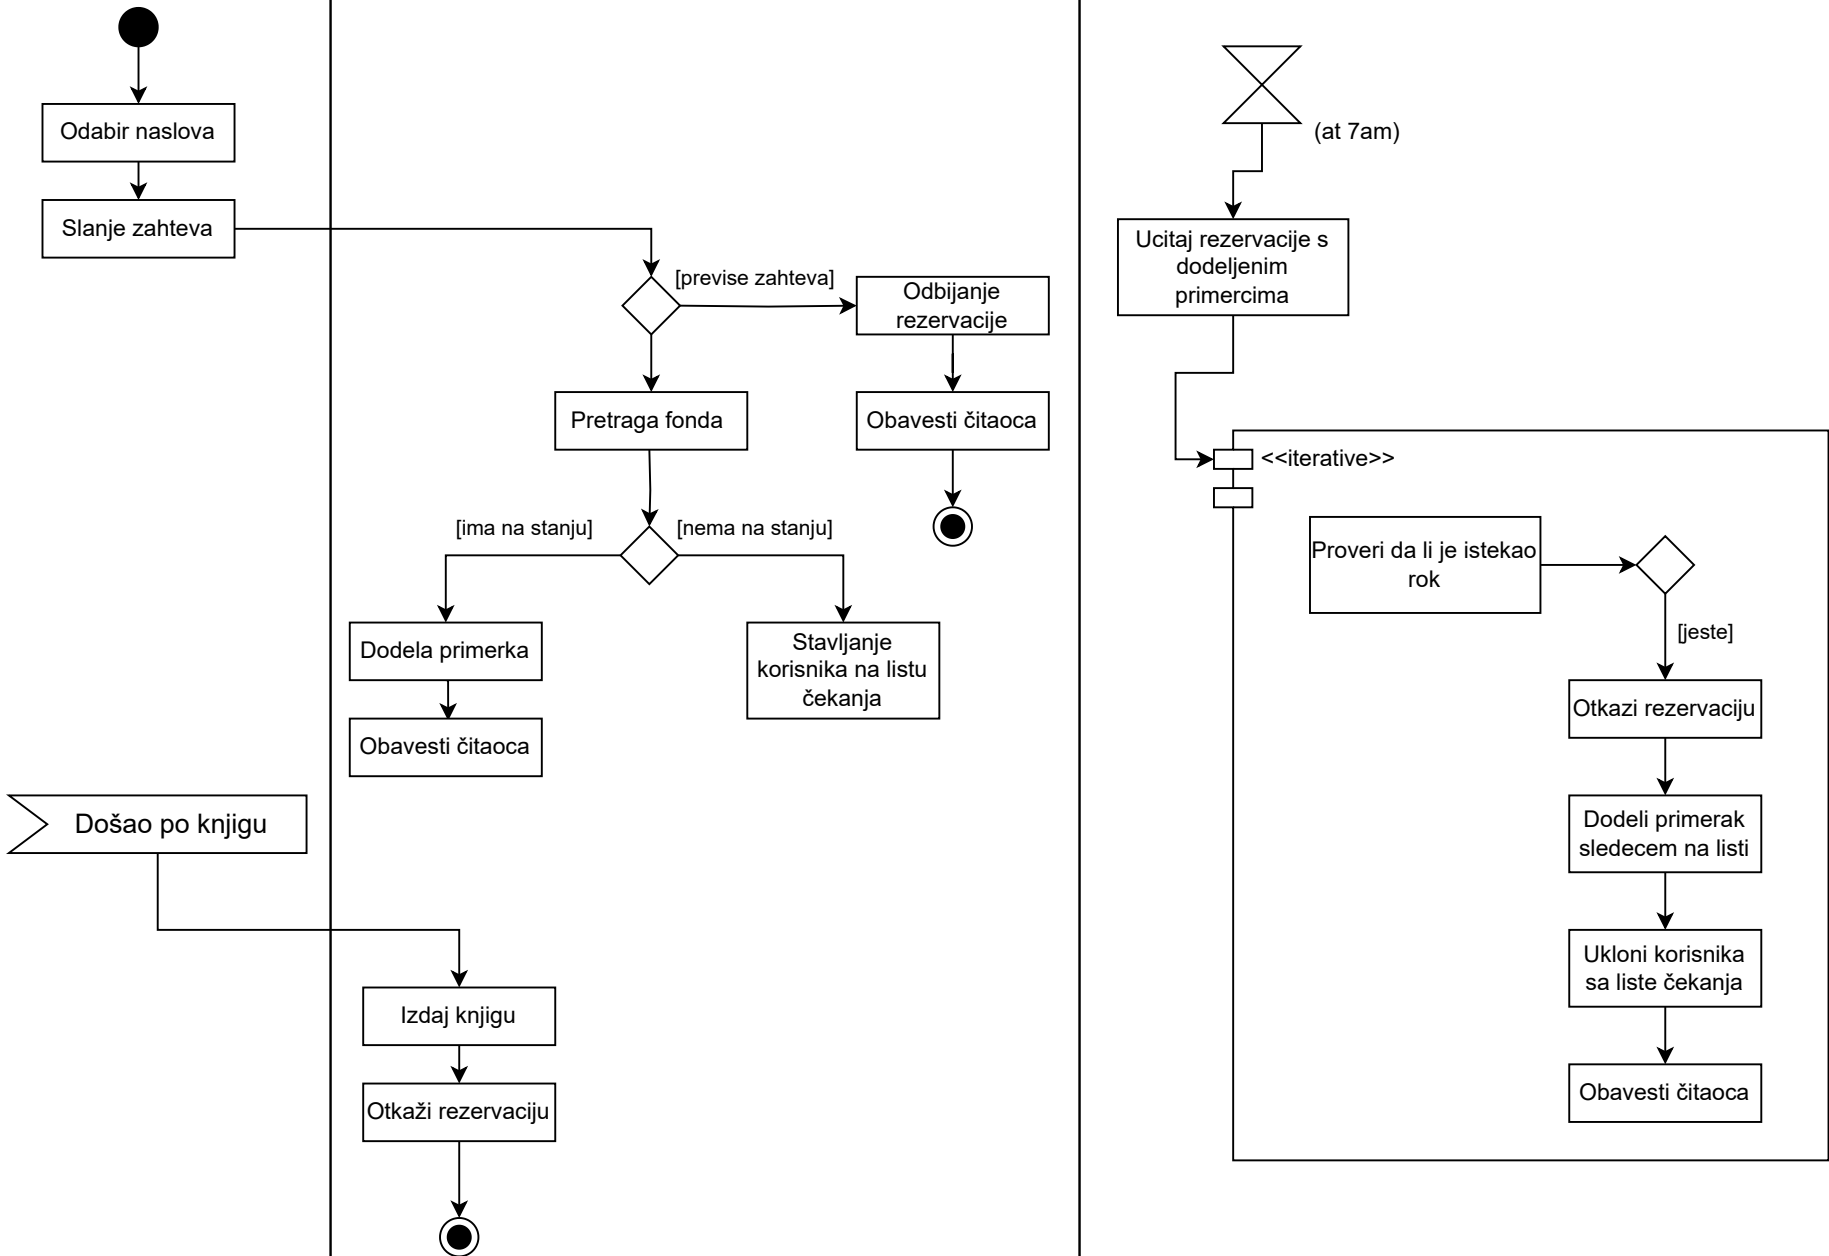 Odabir naslova
Slanje zahteva
[previse zahteva]
Odbijanje
rezervacije
Pretraga fonda
Obavesti čitaoca
[ima na stanju]
[nema na stanju]
Dodela primerka
Stavljanje
korisnika na listu
čekanja
Obavesti čitaoca
Došao po knjigu
Izdaj knjigu
Otkaži rezervaciju
(at 7am)
Ucitaj rezervacije s
dodeljenim
primercima
<<iterative>>
Proveri da li je istekao
rok
[jeste]
Otkazi rezervaciju
Dodeli primerak
sledecem na listi
Ukloni korisnika
sa liste čekanja
Obavesti čitaoca